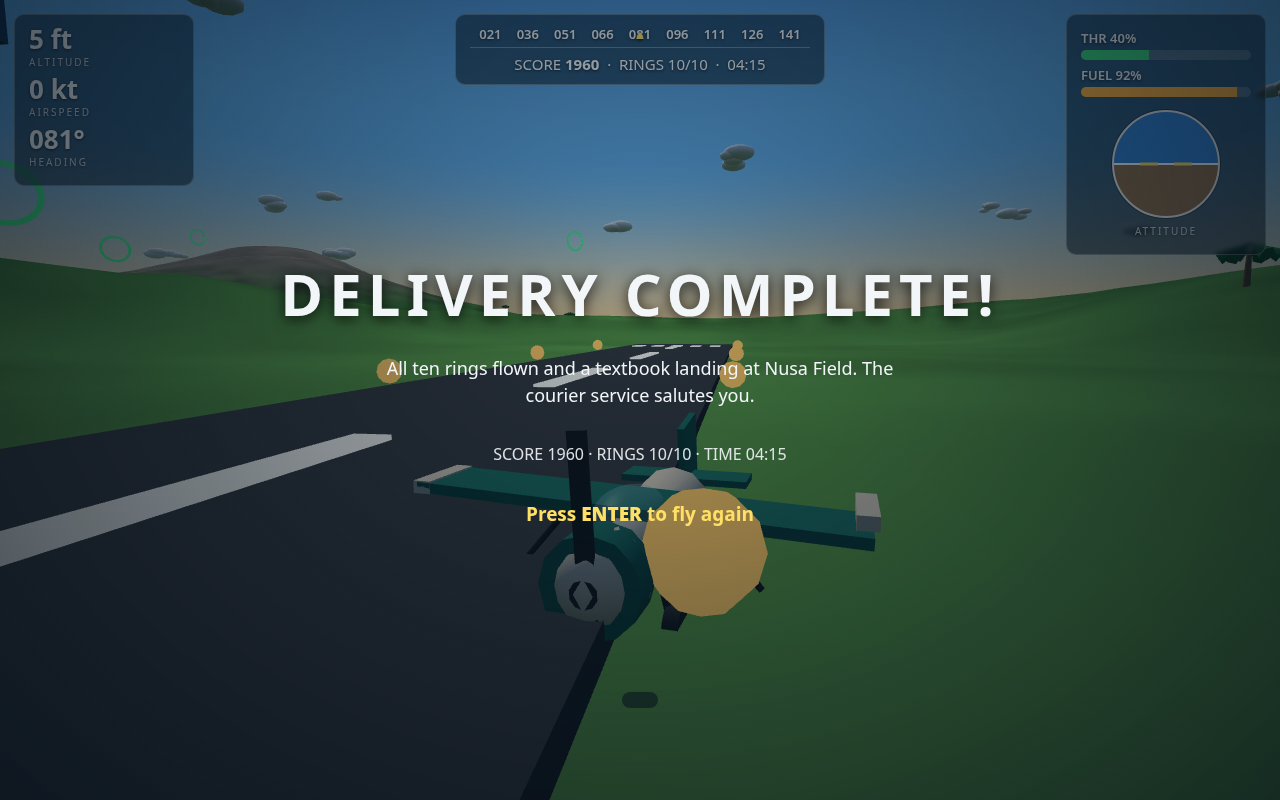 5 ft
ALTITUDE
0 kt
AIRSPEED
081°
HEADING
021 036 051 066 081 096 111 126 141
SCORE 1960 · RINGS 10/10 · 04:15
THR 40%
FUEL 92%
ATTITUDE
DELIVERY COMPLETE!
All ten rings flown and a textbook landing at Nusa Field. The
courier service salutes you.
SCORE 1960 · RINGS 10/10 · TIME 04:15
Press ENTER to fly again